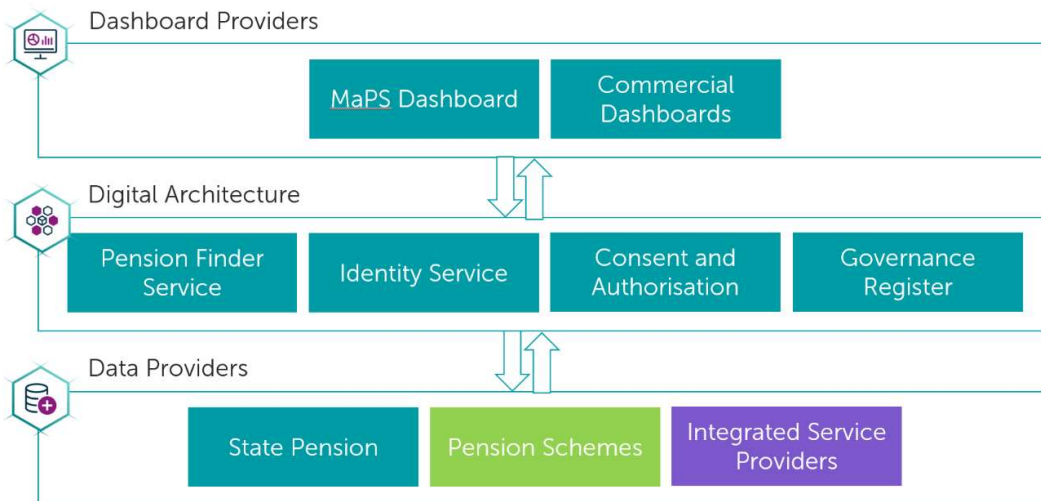 Dashboard Providers
MaPS Dashboard
Commercial
Dashboards
Digital Architecture
Pension Finder
Service
Identity Service
Consent and
Authorisation
Governance
Register
Data Providers
State Pension
Pension Schemes
Integrated Service
Providers